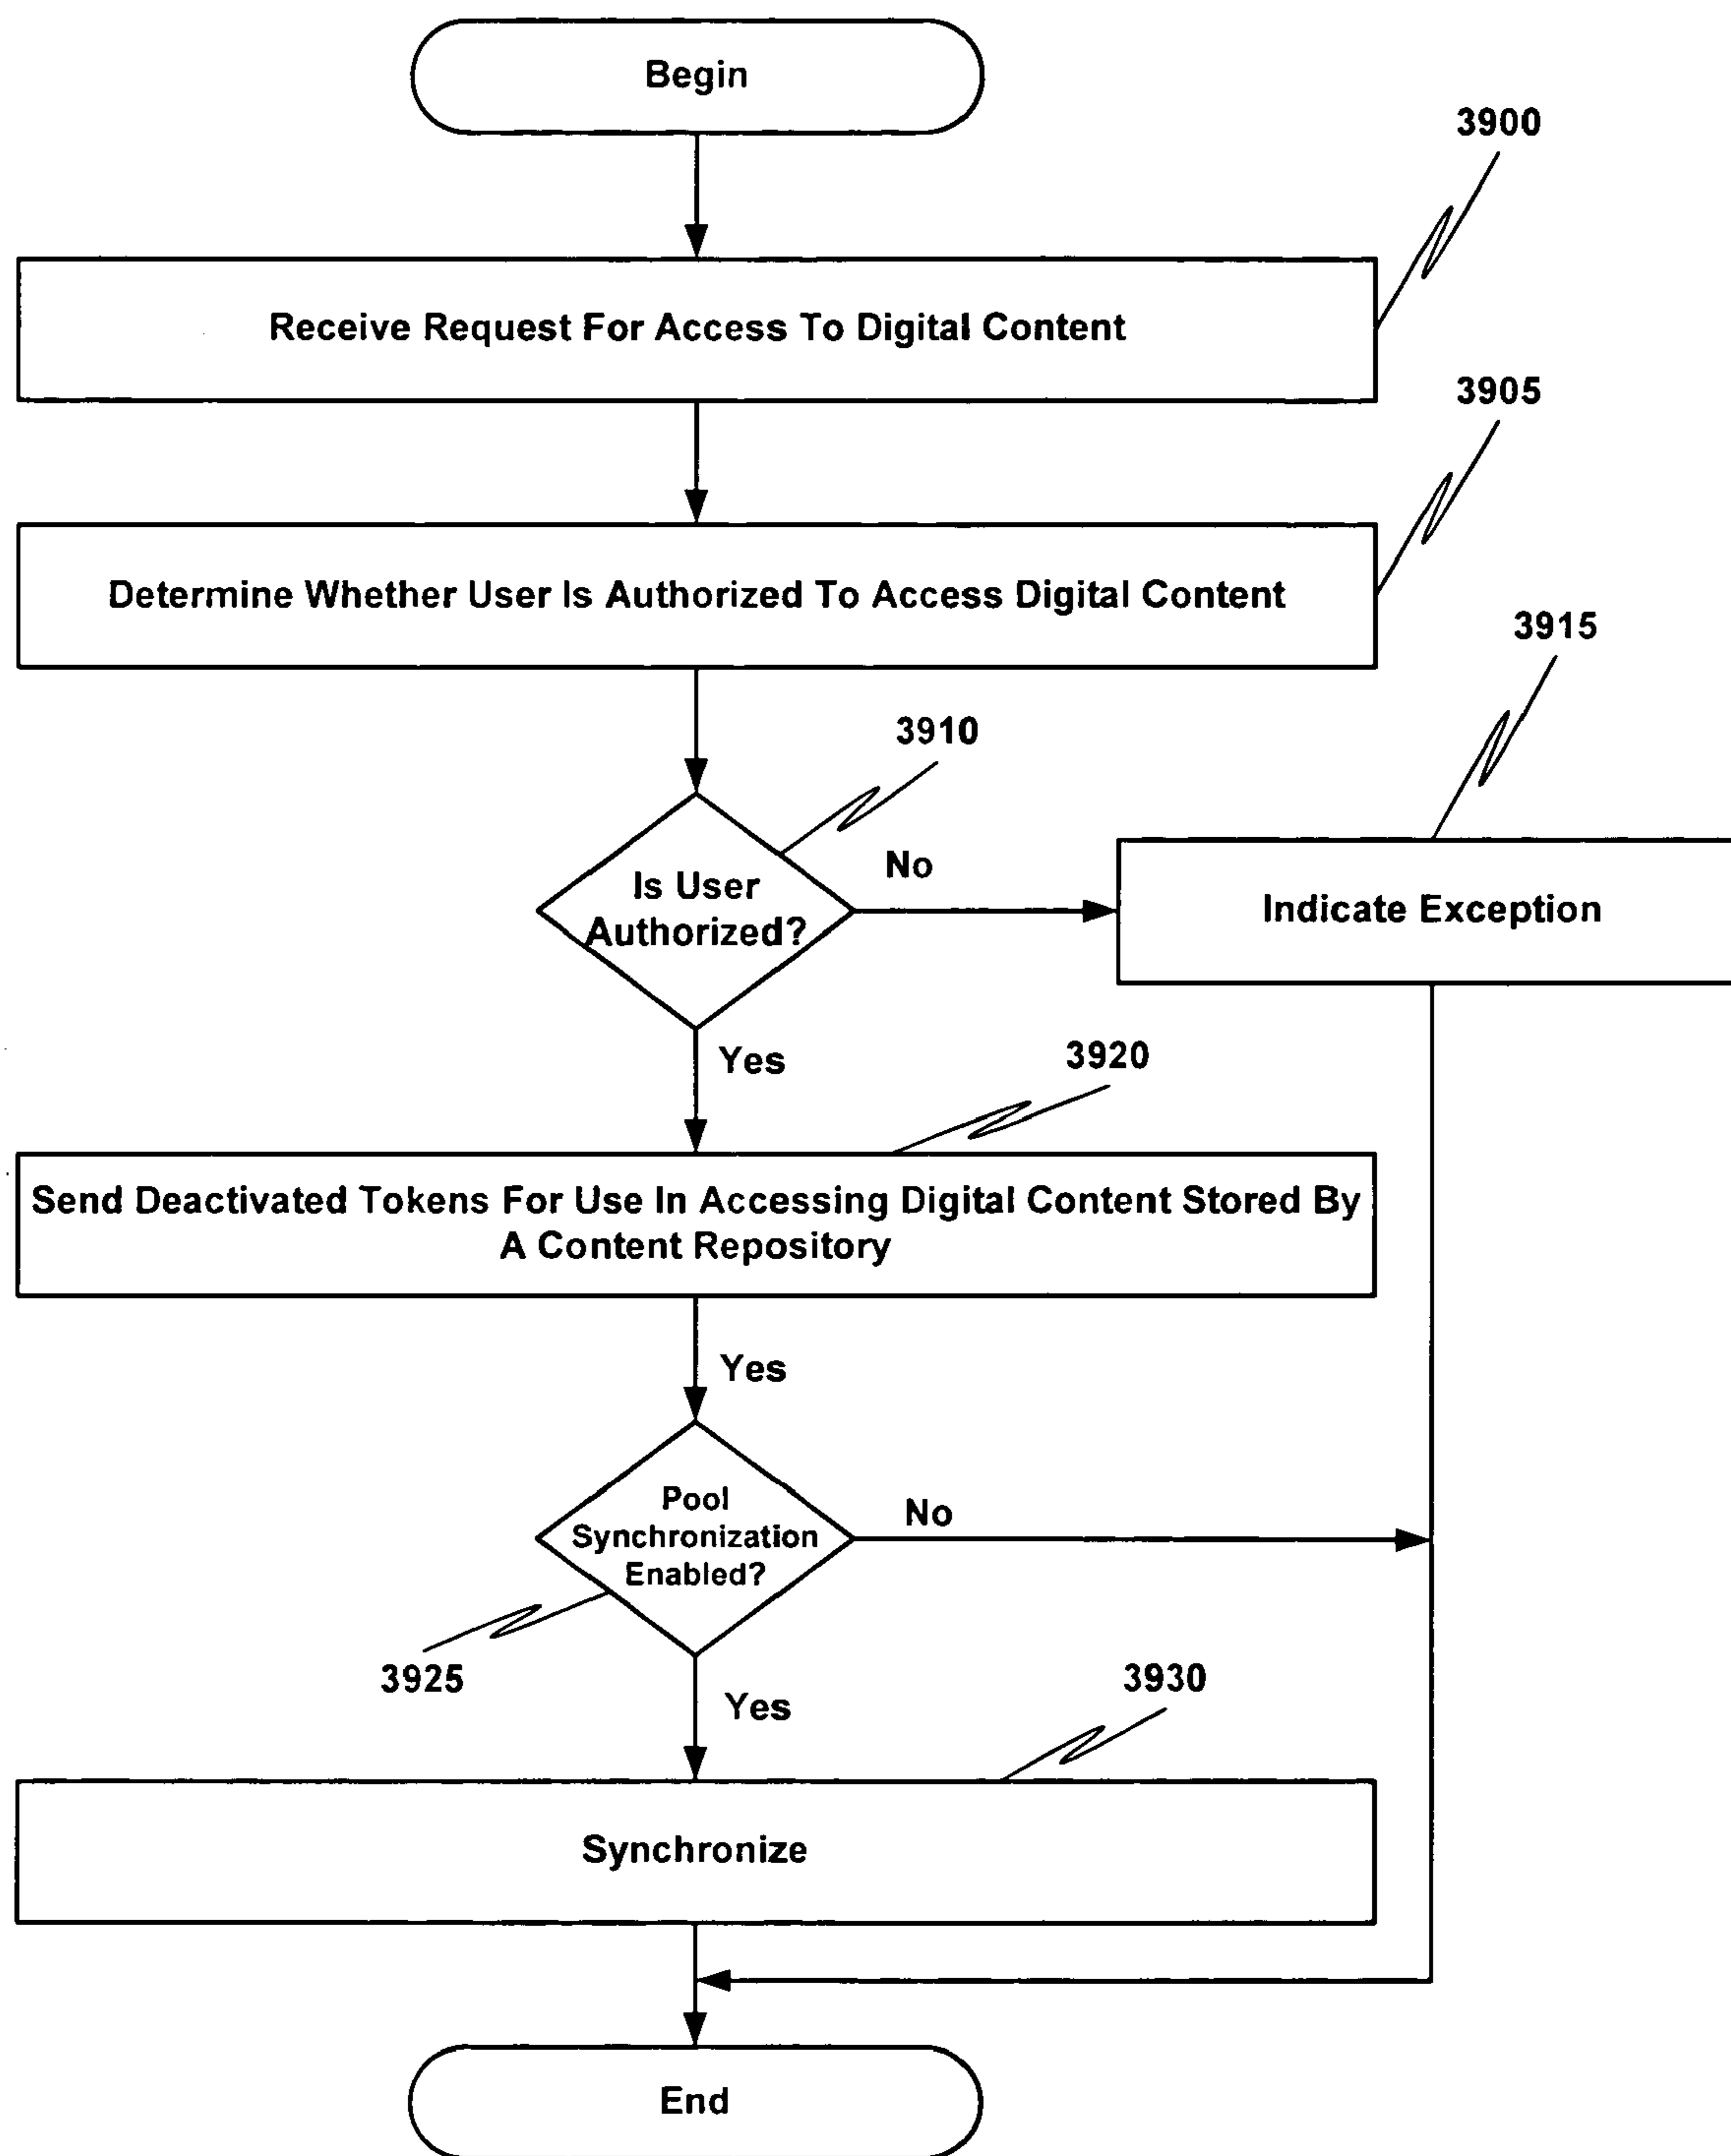 Begin
3900
Receive Request For Access To Digital Content
3905
Determine Whether User Is Authorized To Access Digital Content
3915
3910
No
Is User
Authorized?
Indicate Exception
Yes
3920
Send Deactivated Tokens For Use In Accessing Digital Content Stored By
A Content Repository
Yes
Pool
Synchronization
Enabled?
No
3925
3930
Yes
Synchronize
End